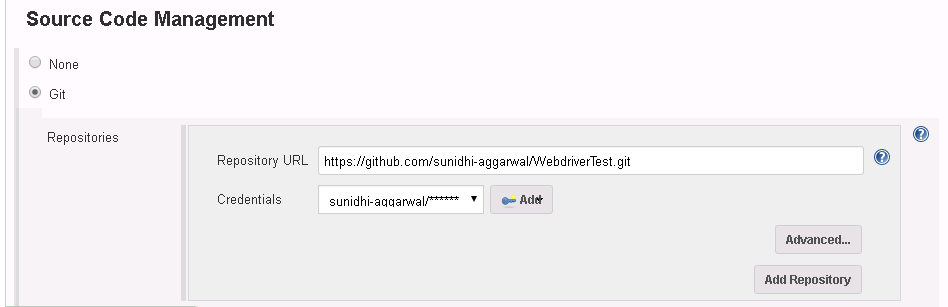 Source Code Management
None
Git
Repositories
Repository URL https://github.com/sunidhi-aggarwal/WebdriverTest.git
Credentials sunidhi-aggarwal/****** Add
Advanced...
Add Repository